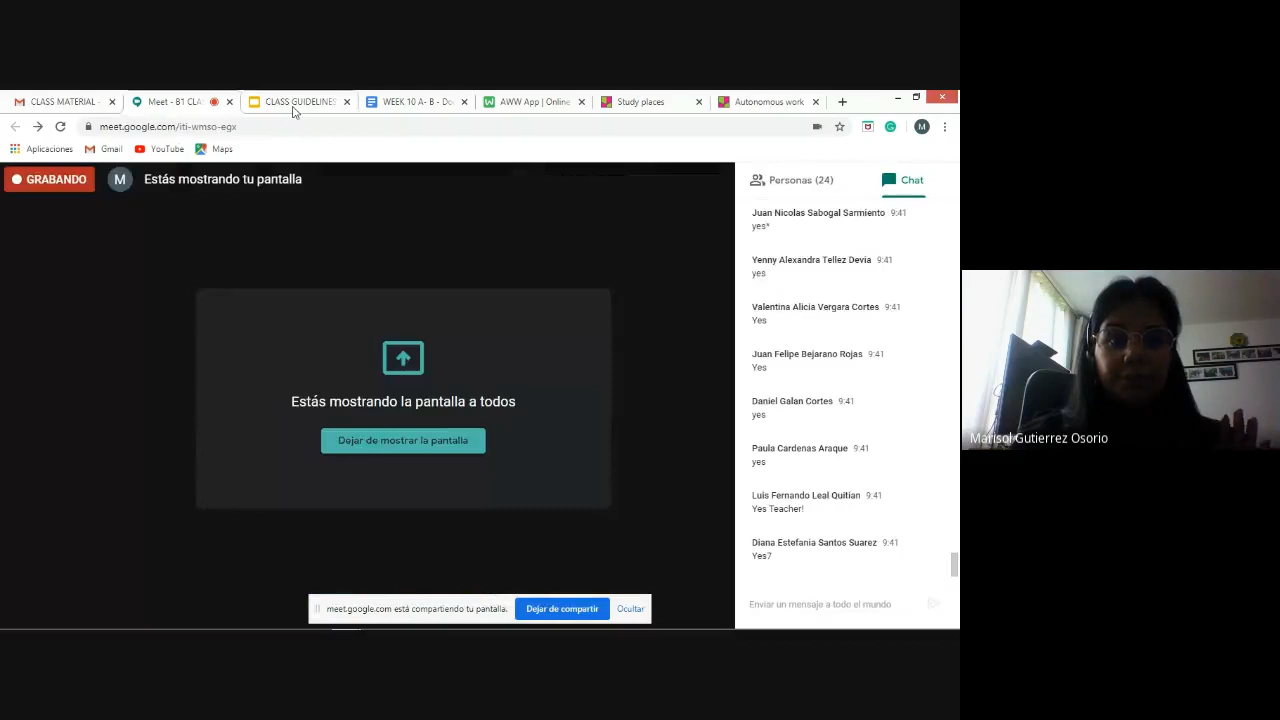 CLASS MATERIAL -
Meet - B1 CLA
CLASS GUIDELINES
WEEK 10 A- B - Do
AWW App | Online
Study places
Autonomous work
meet.google.com/iti-wmso-egx
M
Aplicaciones
Gmail
YouTube
Maps
GRABANDO
M
Estás mostrando tu pantalla
Personas (24)
Chat
Juan Nicolas Sabogal Sarmiento 9:41
yes*
Yenny Alexandra Tellez Devia 9:41
yes
Valentina Alicia Vergara Cortes 9:41
Yes
Juan Felipe Bejarano Rojas 9:41
Yes
Daniel Galan Cortes 9:41
yes
Paula Cardenas Araque 9:41
yes
Luis Fernando Leal Quitian 9:41
Yes Teacher!
Diana Estefania Santos Suarez 9:41
Yes7
Enviar un mensaje a todo el mundo
Estás mostrando la pantalla a todos
Dejar de mostrar la pantalla
meet.google.com está compartiendo tu pantalla.
Dejar de compartir
Ocultar
Marisol Gutierrez Osorio